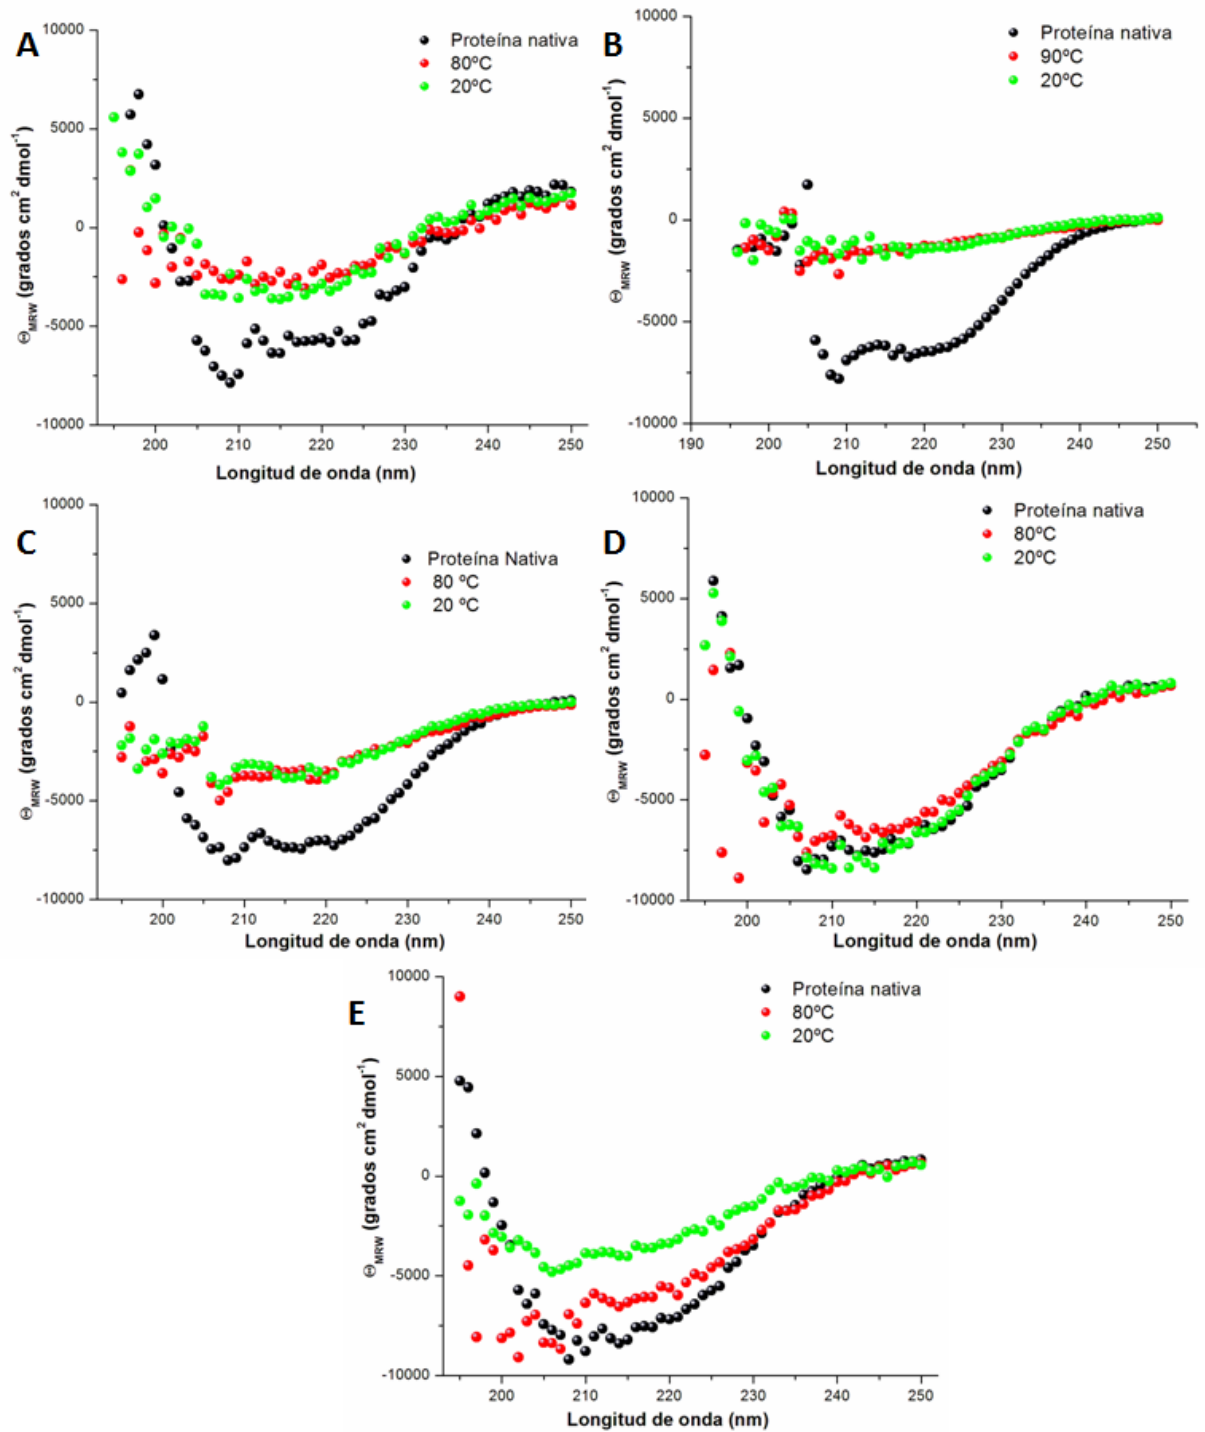 A
Proteína nativa
80ºC
20ºC
10000
5000
0
-5000
-10000
ΘMRW (grados cm² dmol⁻¹)
200 210 220 230 240 250
Longitud de onda (nm)
B
Proteína nativa
90ºC
20ºC
10000
5000
0
-5000
-10000
ΘMRW (grados cm² dmol⁻¹)
190 200 210 220 230 240 250
Longitud de onda (nm)
C
Proteína Nativa
80 ºC
20 ºC
10000
5000
0
-5000
-10000
ΘMRW (grados cm² dmol⁻¹)
200 210 220 230 240 250
Longitud de onda (nm)
D
Proteína nativa
80ºC
20ºC
10000
5000
0
-5000
-10000
ΘMRW (grados cm² dmol⁻¹)
200 210 220 230 240 250
Longitud de onda (nm)
E
Proteína nativa
80ºC
20ºC
10000
5000
0
-5000
-10000
ΘMRW (grados cm² dmol⁻¹)
200 210 220 230 240 250
Longitud de onda (nm)